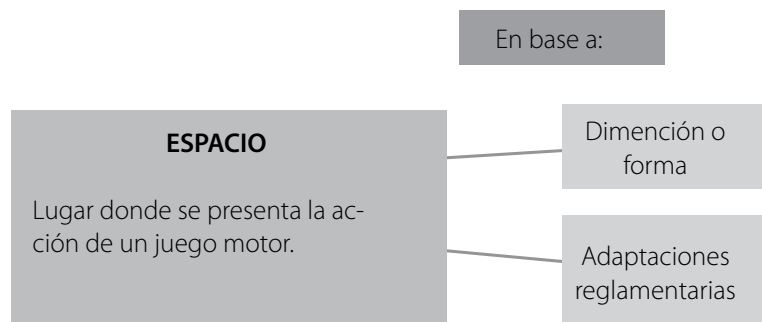 En base a:
ESPACIO
Lugar donde se presenta la ac-
ción de un juego motor.
Dimención o
forma
Adaptaciones
reglamentarias